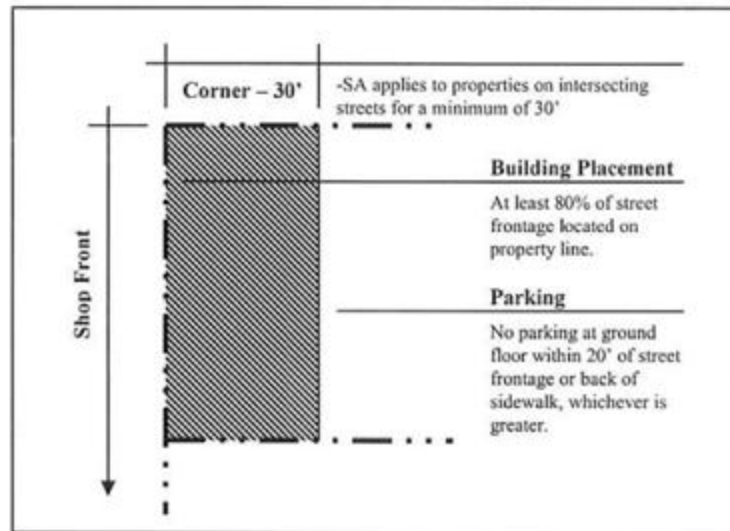 Corner – 30'
-SA applies to properties on intersecting
streets for a minimum of 30'
Building Placement
At least 80% of street
frontage located on
property line.
Shop Front
Parking
No parking at ground
floor within 20' of street
frontage or back of
sidewalk, whichever is
greater.